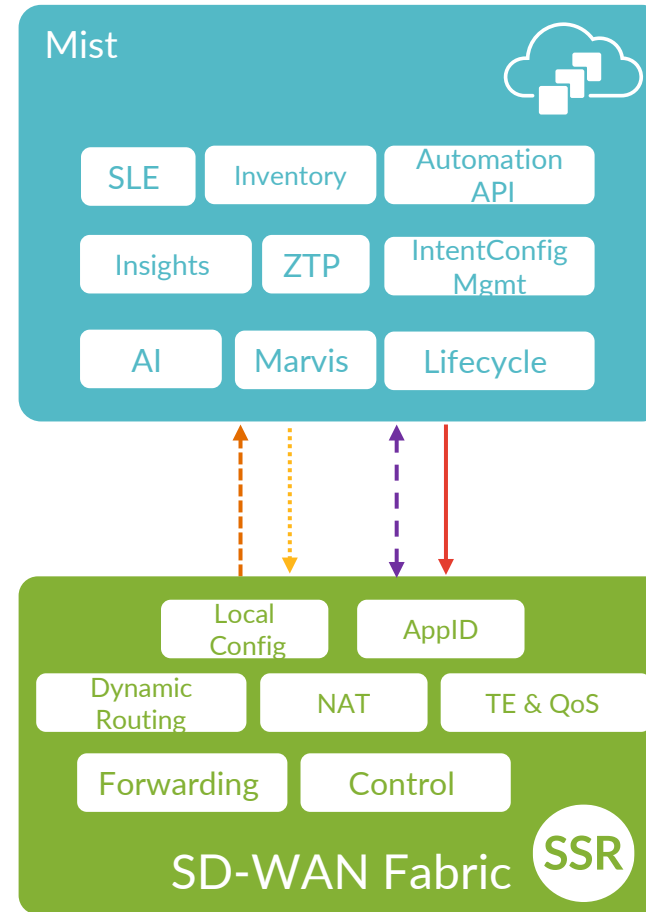 Mist
SLE
Inventory
Automation
API
Insights
ZTP
IntentConfig
Mgmt
AI
Marvis
Lifecycle
Local
Config
AppID
Dynamic
Routing
NAT
TE & QoS
Forwarding
Control
SD-WAN Fabric
SSR